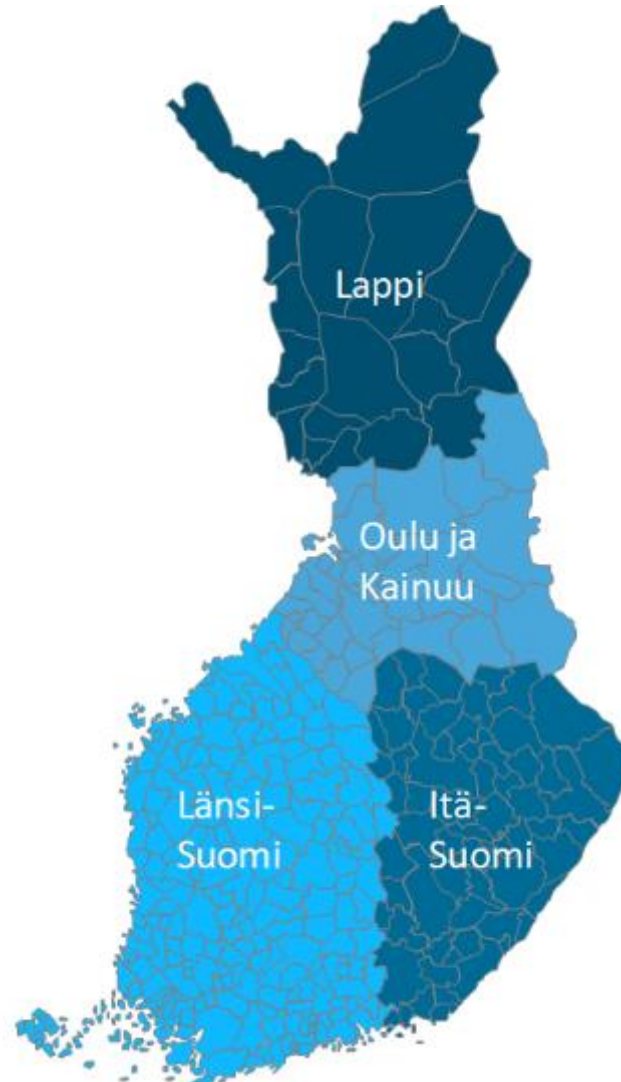 Lappi
Oulu ja
Kainuu
Länsi-
Suomi
Itä-
Suomi